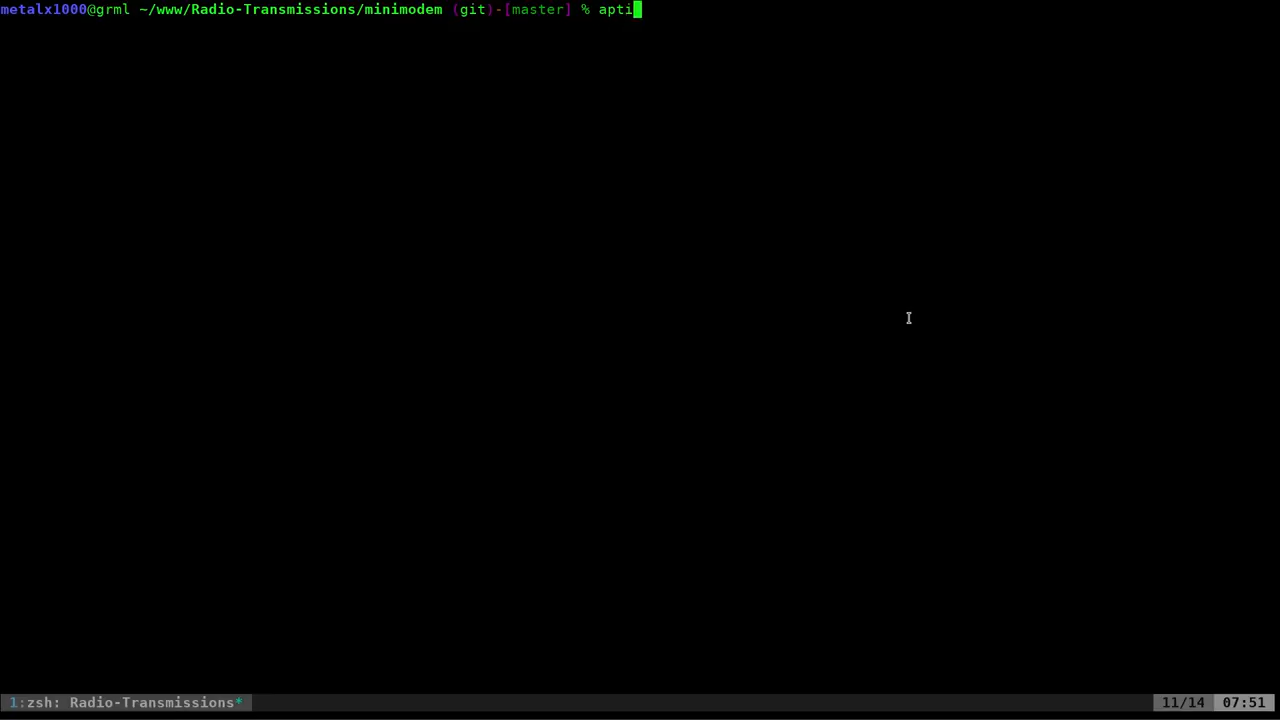 metalx1000@grml ~/www/Radio-Transmissions/minimodem (git)-[master] % apti
1:zsh: Radio-Transmissions* 11/14 07:51